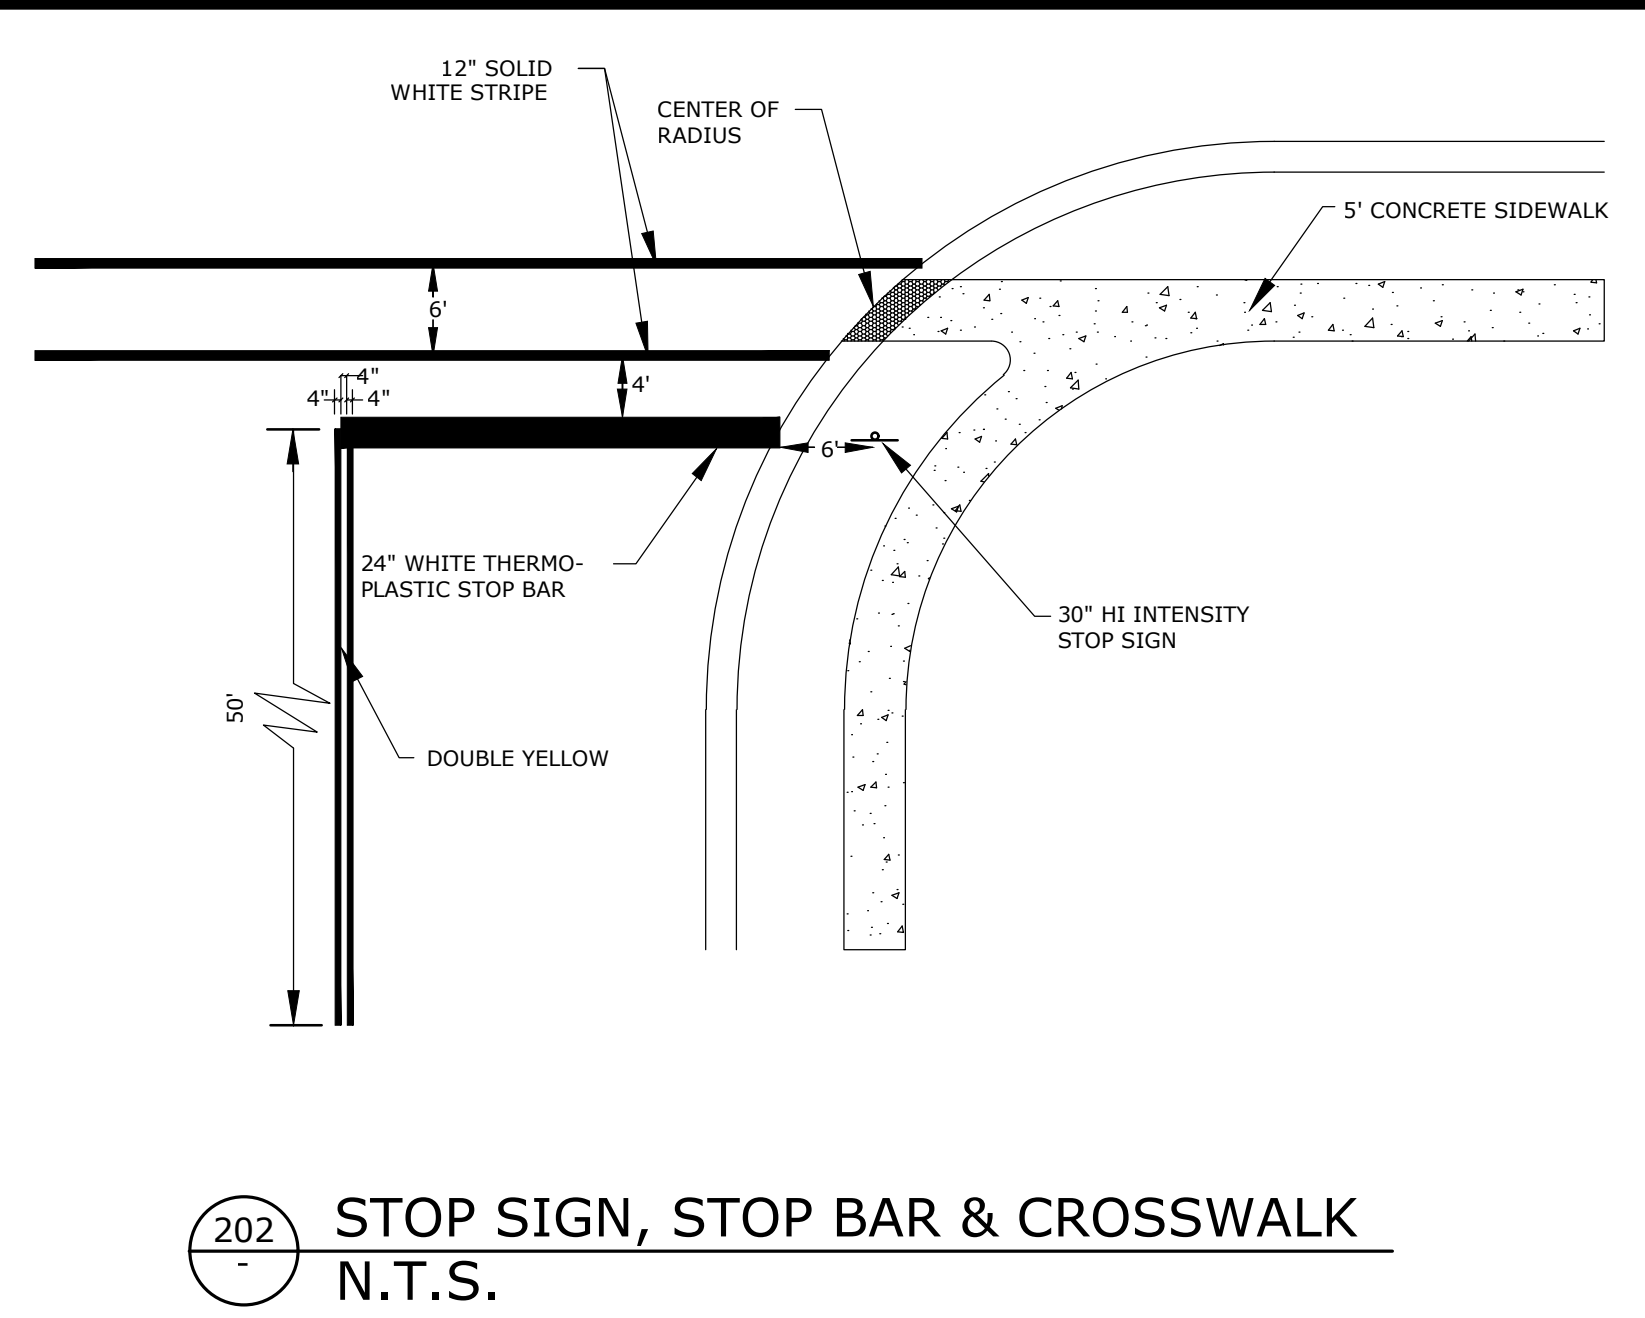 12" SOLID
WHITE STRIPE
CENTER OF
RADIUS
5' CONCRETE SIDEWALK
6'
4"
4"
4"
4'
6'
24" WHITE THERMO-
PLASTIC STOP BAR
30" HI INTENSITY
STOP SIGN
50'
DOUBLE YELLOW
202
-
STOP SIGN, STOP BAR & CROSSWALK
N.T.S.